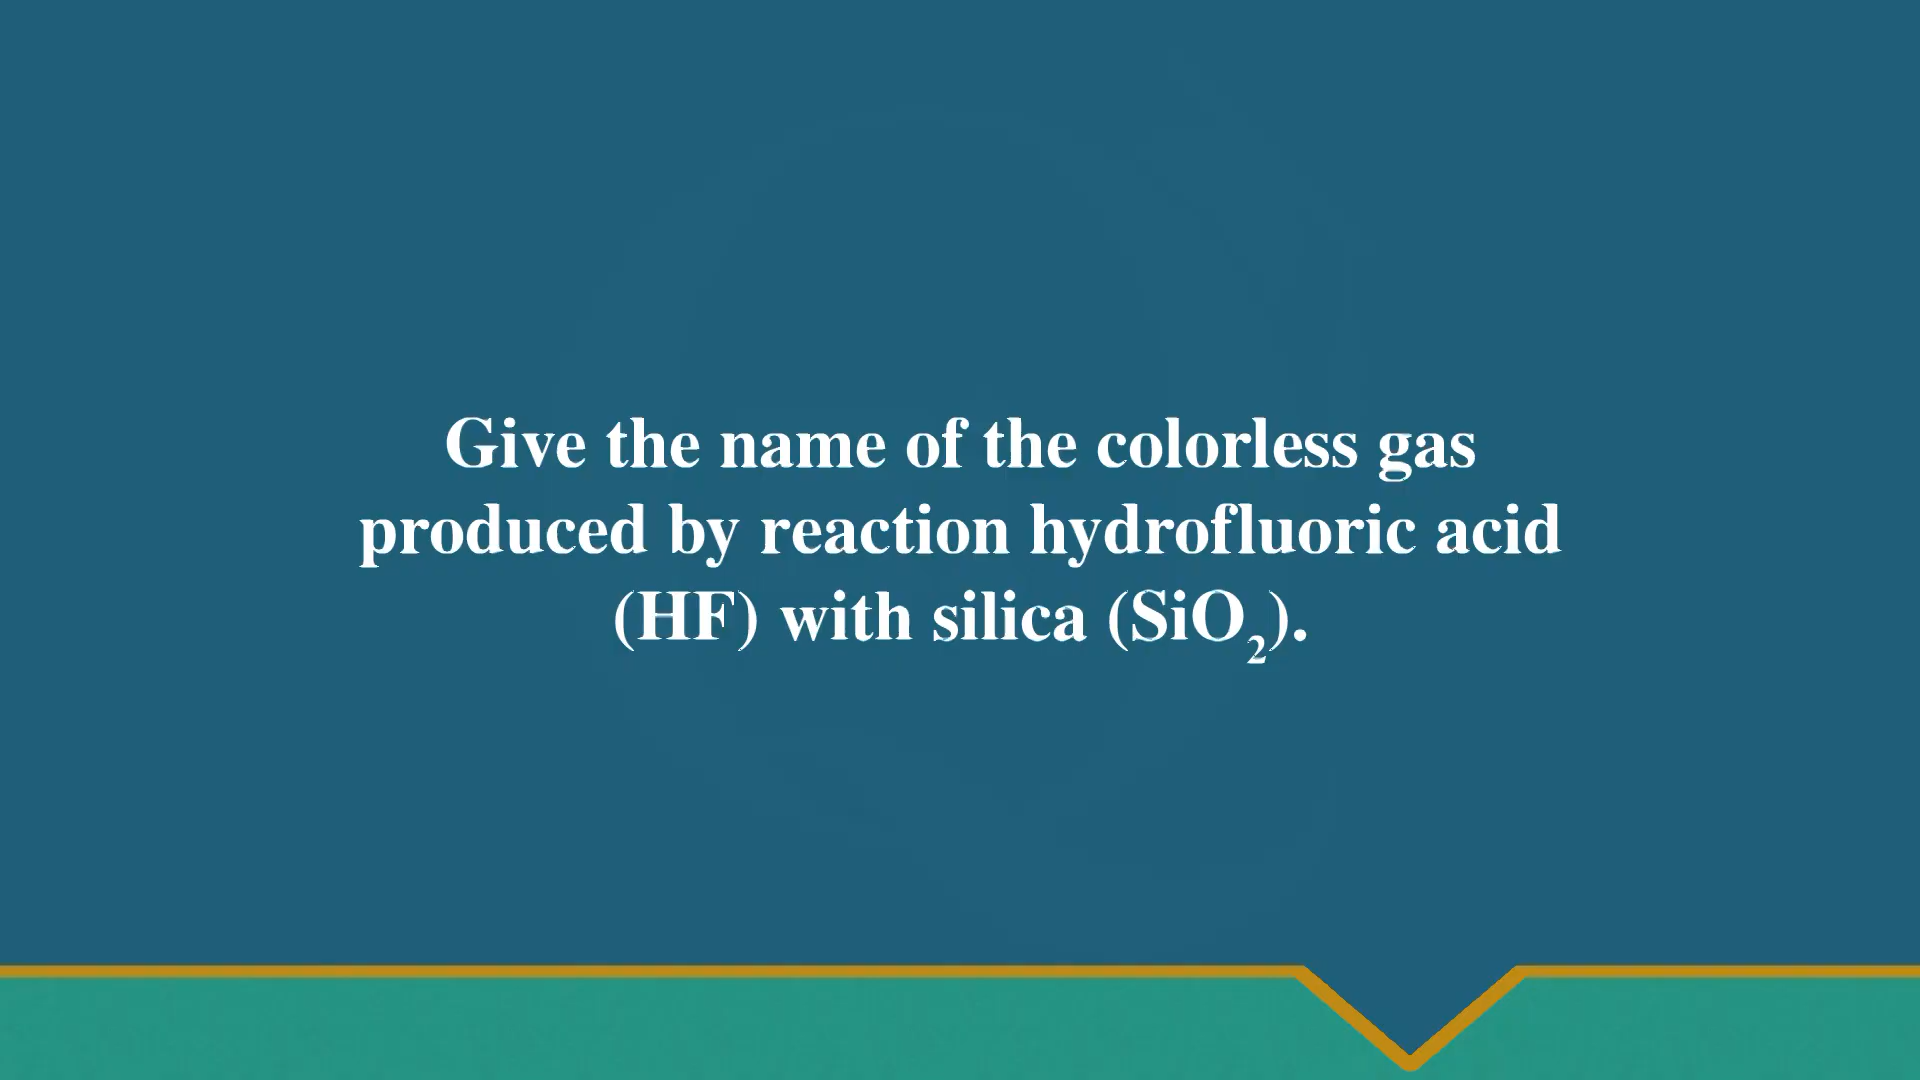 Give the name of the colorless gas
produced by reaction hydrofluoric acid
(HF) with silica (SiO₂).